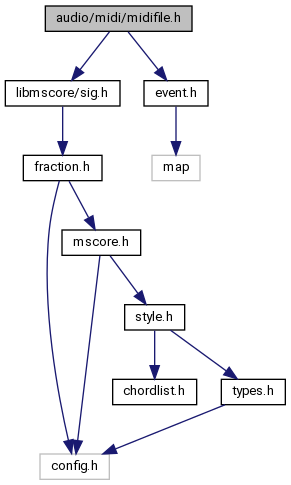 audio/midi/midifile.h
libmscore/sig.h
event.h
fraction.h
map
mscore.h
style.h
chordlist.h
types.h
config.h